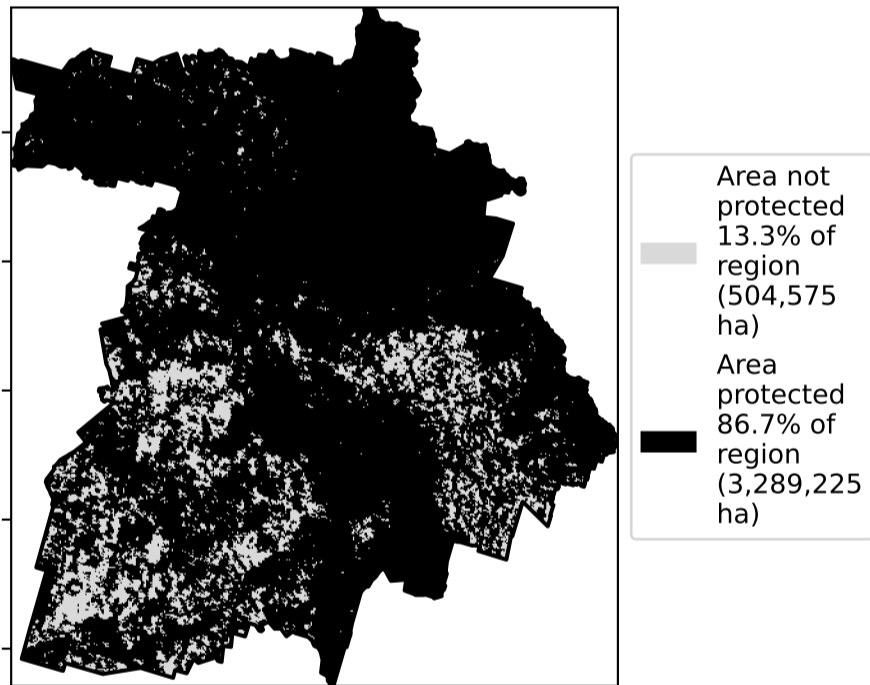 Area not
protected
13.3% of
region
(504,575
ha)
Area
protected
86.7% of
region
(3,289,225
ha)